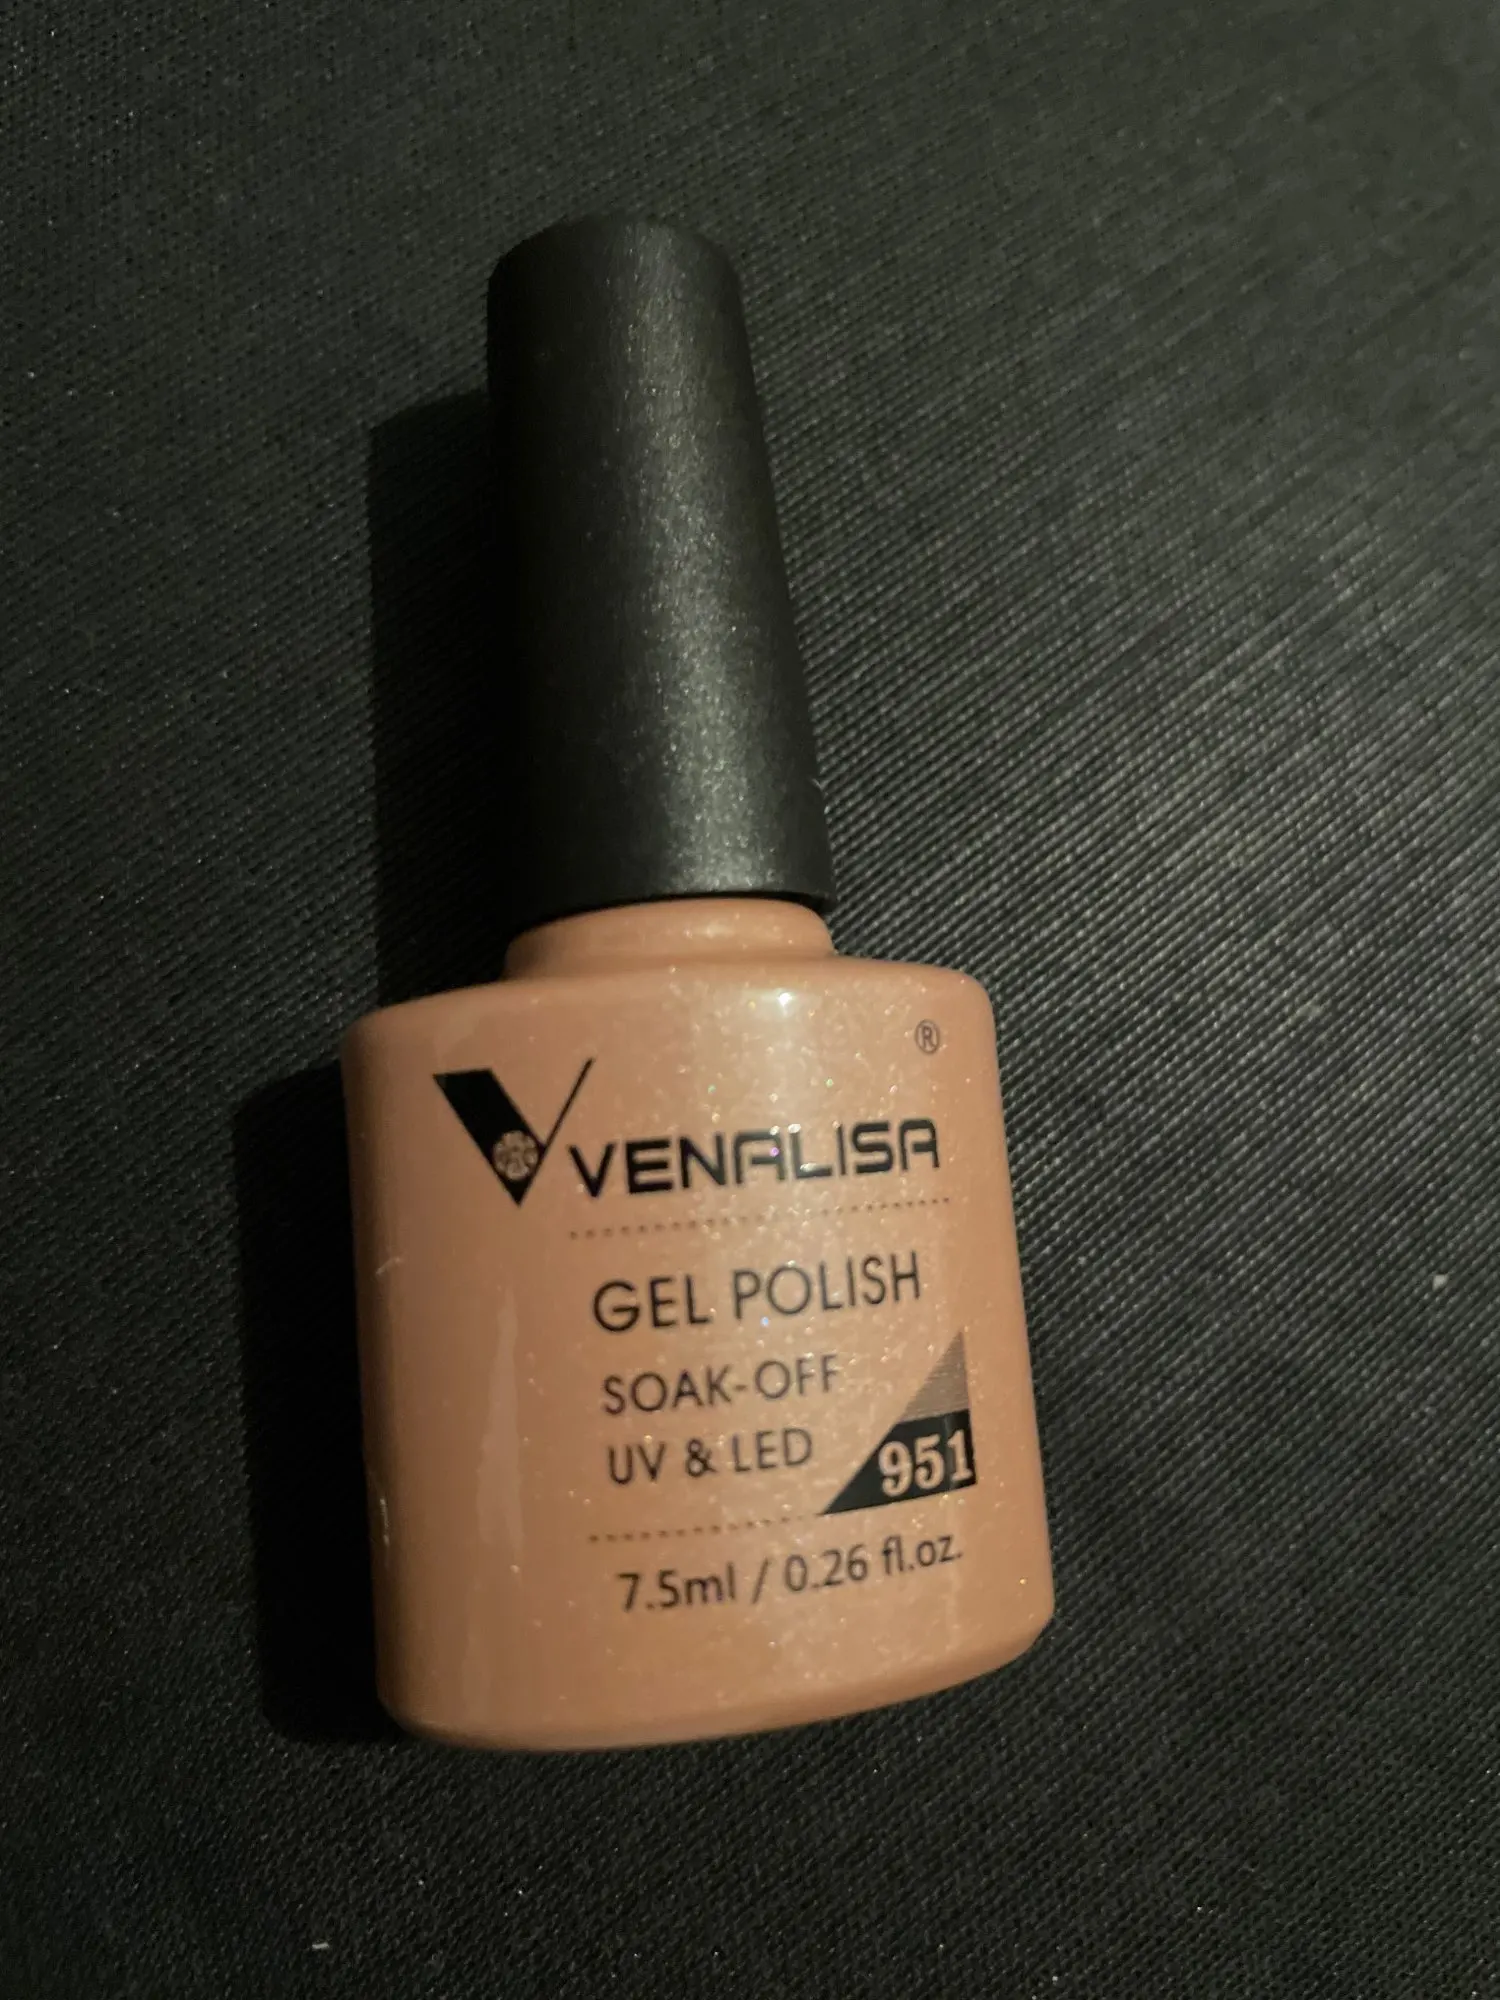 ®
VENALISA
GEL POLISH
SOAK-OFF
UV & LED
951
7.5ml / 0.26 fl.oz.